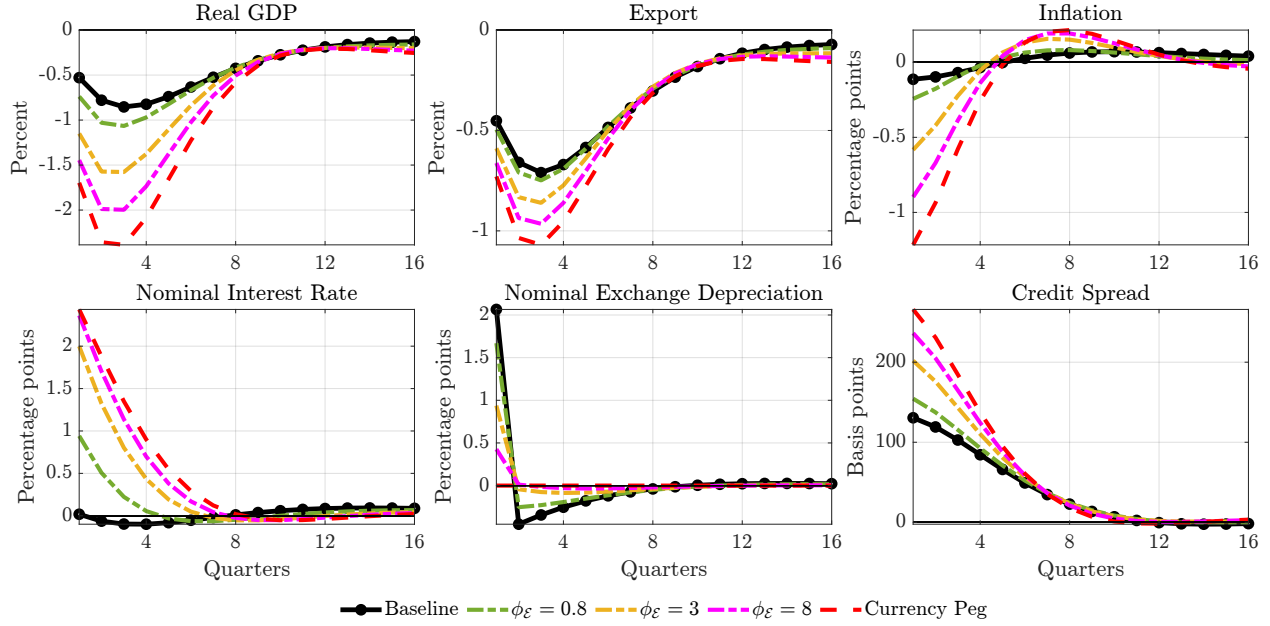 Real GDP
Export
Inflation
Percent
0
-0.5
-1
-1.5
-2
4
8
12
16
Percent
0
-0.5
-1
4
8
12
16
Percentage points
0
-0.5
-1
4
8
12
16
Nominal Interest Rate
Nominal Exchange Depreciation
Credit Spread
Percentage points
2
1.5
1
0.5
0
4
8
12
16
Quarters
Percentage points
2
1.5
1
0.5
0
4
8
12
16
Quarters
Basis points
200
100
0
4
8
12
16
Quarters
Baseline
ϕ_ℰ = 0.8
ϕ_ℰ = 3
ϕ_ℰ = 8
Currency Peg